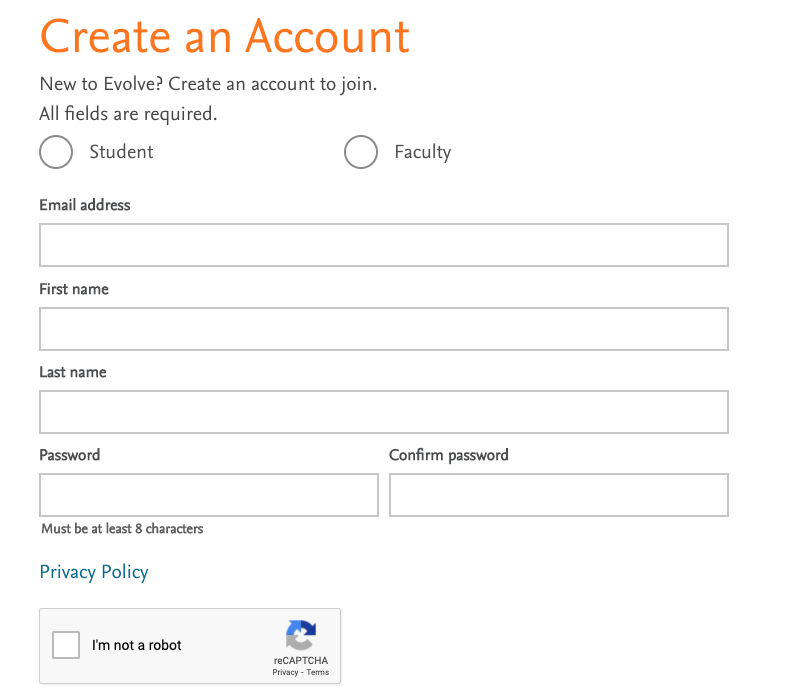 Create an Account
New to Evolve? Create an account to join.
All fields are required.
Student Faculty
Email address
First name
Last name
Password Confirm password
Must be at least 8 characters
Privacy Policy
I'm not a robot
reCAPTCHA
Privacy - Terms